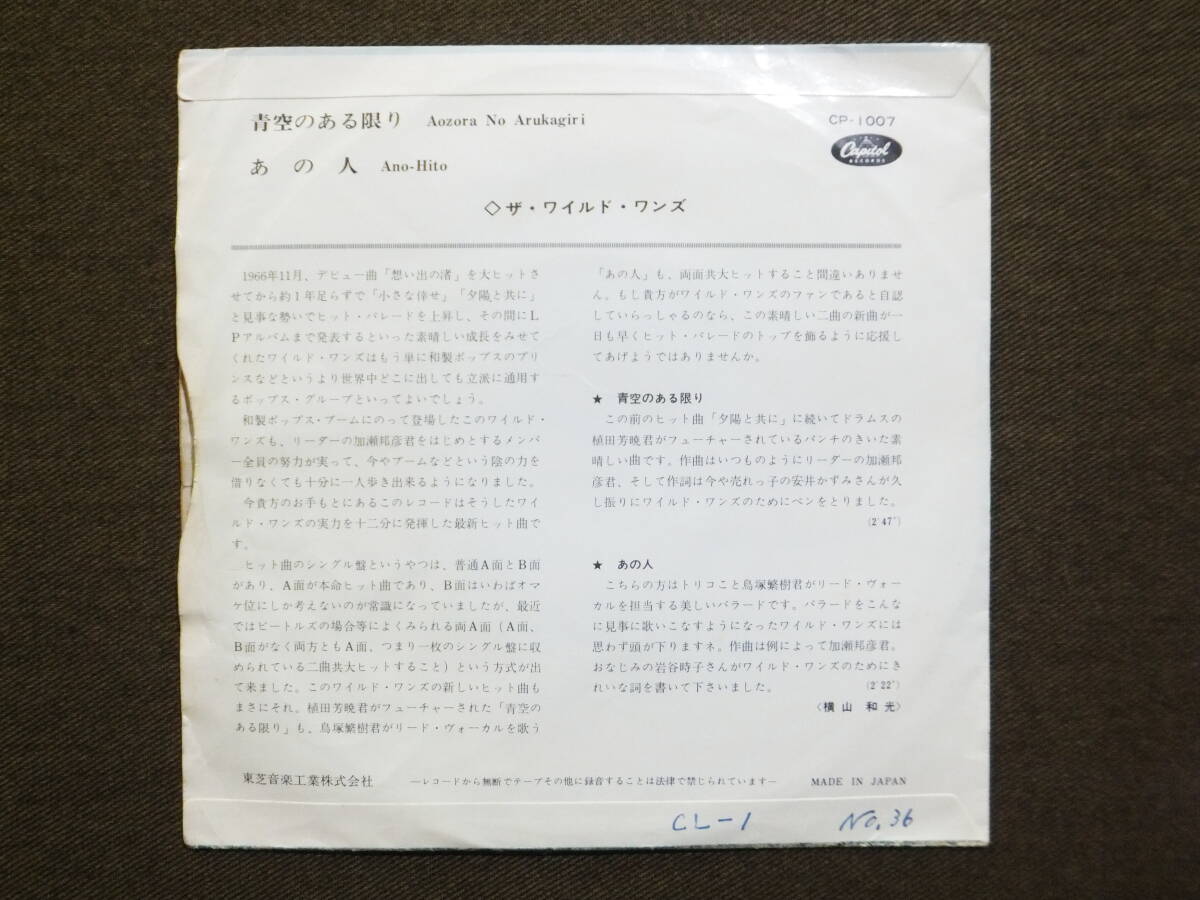 青空のある限り Aozora No Arukagiri
あの人 Ano-Hito
CP-1007
Capitol
RECORDS
◇ザ・ワイルド・ワンズ
1966年11月、デビュー曲「想い出の渚」を大ヒットさ
せてから約1年足らずで「小さな倖せ」「夕陽と共に」
と見事な勢いでヒット・パレードを上昇し、その間にL
Pアルバムまで発表するといった素晴しい成長をみせて
くれたワイルド・ワンズはもう単に和製ポップスのプリ
ンスなどというより世界中どこに出しても立派に通用す
るポップス・グループといってよいでしょう。
和製ポップス・ブームにのって登場したこのワイルド・
ワンズも、リーダーの加瀬邦彦君をはじめとするメンバ
ー全員の努力が実って、今やブームなどという陰の力を
借りなくても十分に一人歩き出来るようになりました。
今貴方のお手もとにあるこのレコードはそうしたワイ
ルド・ワンズの実力を十二分に発揮した最新ヒット曲で
す。
ヒット曲のシングル盤というやつは、普通A面とB面
があり、A面が本命ヒット曲であり、B面はいわばオマ
ケ位にしか考えないのが常識になっていましたが、最近
ではビートルズの場合等によくみられる両A面(A面、
B面がなく両方ともA面、つまり一枚のシングル盤に収
められている二曲共大ヒットすること)という方式が出
て来ました。このワイルド・ワンズの新しいヒット曲も
まさにそれ。植田芳暁君がフューチャーされた「青空の
ある限り」も、鳥塚繁樹君がリード・ヴォーカルを歌う
「あの人」も、両面共大ヒットすること間違いありませ
ん。もし貴方がワイルド・ワンズのファンであると自認
していらっしゃるのなら、この素晴しい二曲の新曲が一
日も早くヒット・パレードのトップを飾るように応援し
てあげようではありませんか。
★ 青空のある限り
この前のヒット曲「夕陽と共に」に続いてドラムスの
植田芳暁君がフューチャーされているパンチのきいた素
晴しい曲です。作曲はいつものようにリーダーの加瀬邦
彦君、そして作詞は今や売れっ子の安井かずみさんが久
し振りにワイルド・ワンズのためにペンをとりました。
(2'47")
★ あの人
こちらの方はトリコこと鳥塚繁樹君がリード・ヴォー
カルを担当する美しいバラードです。バラードをこんな
に見事に歌いこなすようになったワイルド・ワンズには
思わず頭が下りますネ。作曲は例によって加瀬邦彦君。
おなじみの岩谷時子さんがワイルド・ワンズのためにき
れいな詞を書いて下さいました。 (2'22")
〈横山 和光〉
東芝音楽工業株式会社 —レコードから無断でテープその他に録音することは法律で禁じられています— MADE IN JAPAN
CL-1 No.36